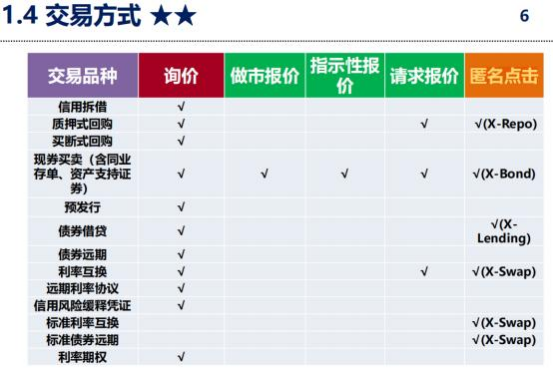 1.4 交易方式 ★★
6
交易品种 询价 做市报价 指示性报价 请求报价 匿名点击
信用拆借 √
质押式回购 √ √ √(X-Repo)
买断式回购 √
现券买卖（含同业存单、资产支持证券） √ √ √ √ √(X-Bond)
预发行 √
债券借贷 √ √(X-Lending)
债券远期 √
利率互换 √ √ √(X-Swap)
远期利率协议 √
信用风险缓释凭证 √
标准利率互换 √(X-Swap)
标准债券远期 √(X-Swap)
利率期权 √